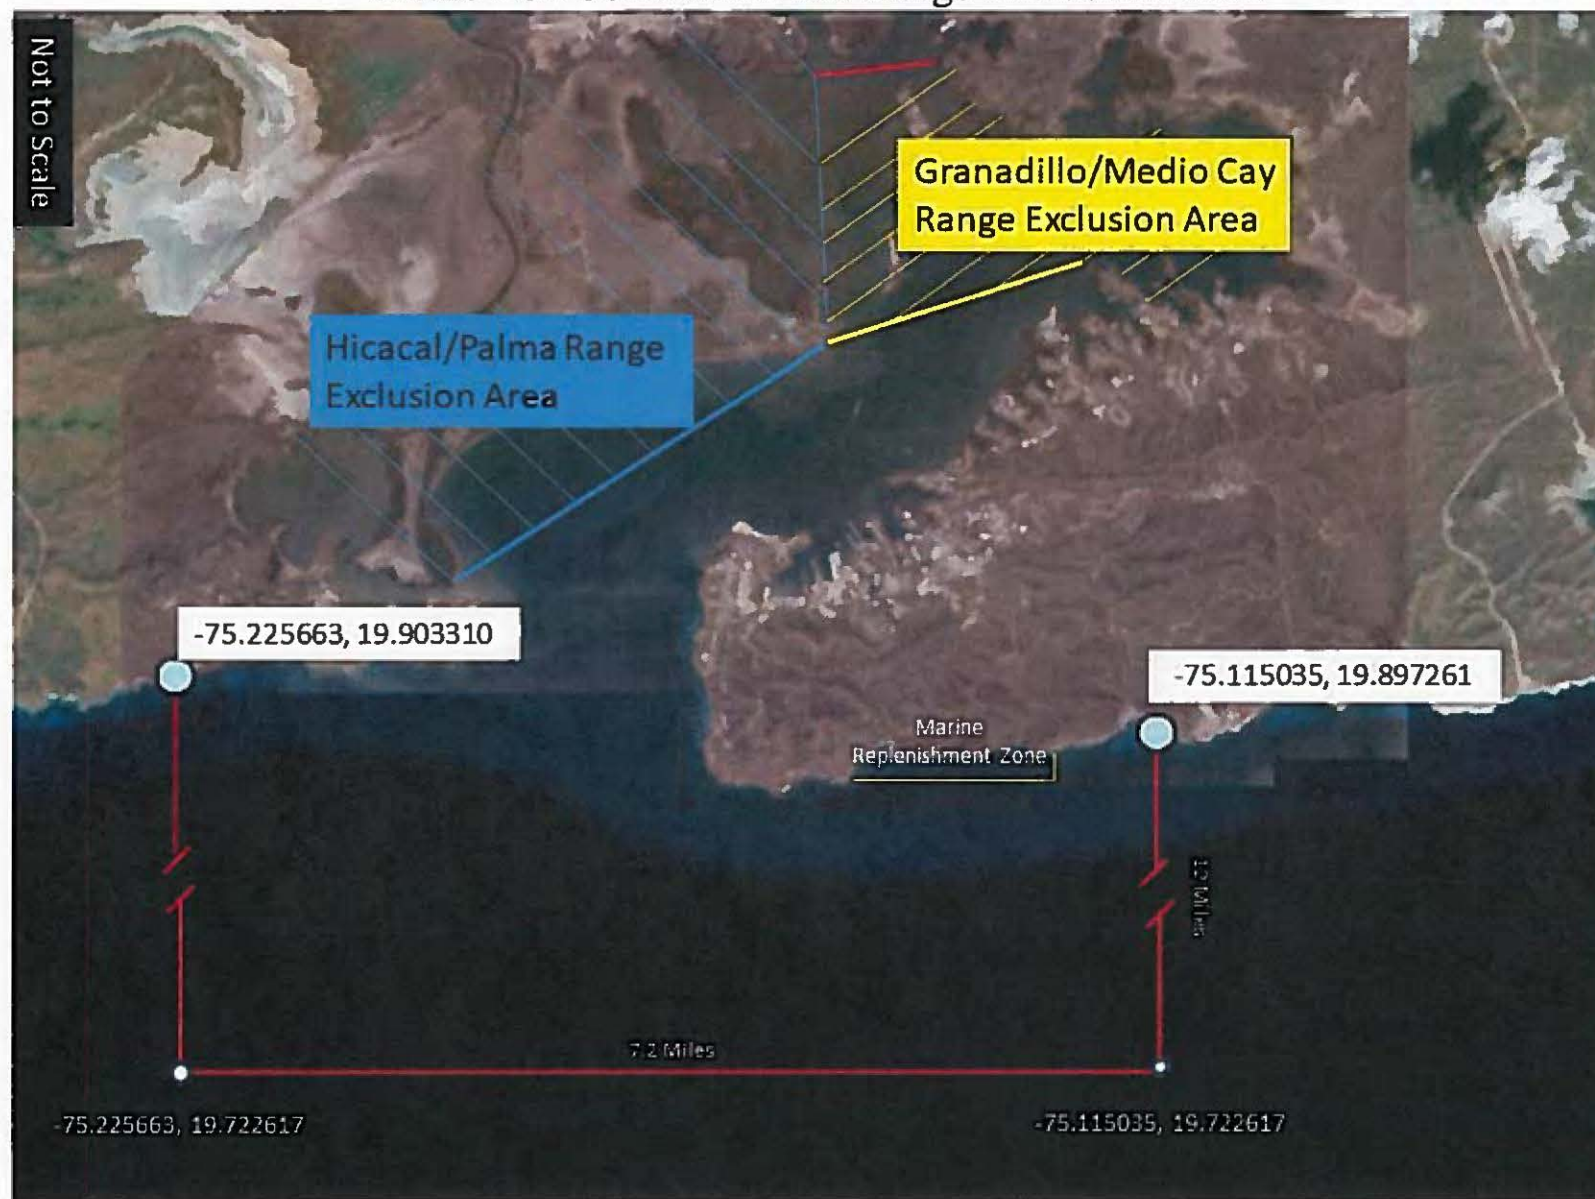 Not to Scale
Granadillo/Medio Cay
Range Exclusion Area
Hicacal/Palma Range
Exclusion Area
-75.225663, 19.903310
-75.115035, 19.897261
Marine
Replenishment Zone
12 Miles
7.2 Miles
-75.225663, 19.722617
-75.115035, 19.722617